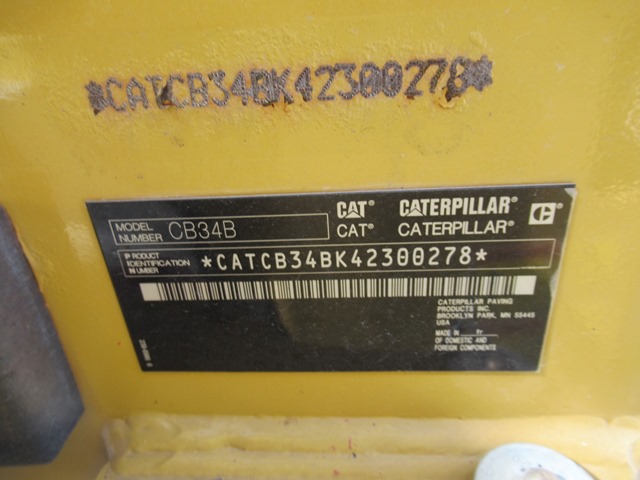 *CATCB34BK42300278*
MODEL NUMBER CB34B
CAT® CATERPILLAR® C
CAT® CATERPILLAR®
PRODUCT IDENTIFICATION NUMBER *CATCB34BK42300278*
CATERPILLAR PAVING
PRODUCTS INC.
BROOKLYN PARK, MN 55445
USA
MADE IN
OF DOMESTIC AND
FOREIGN COMPONENTS